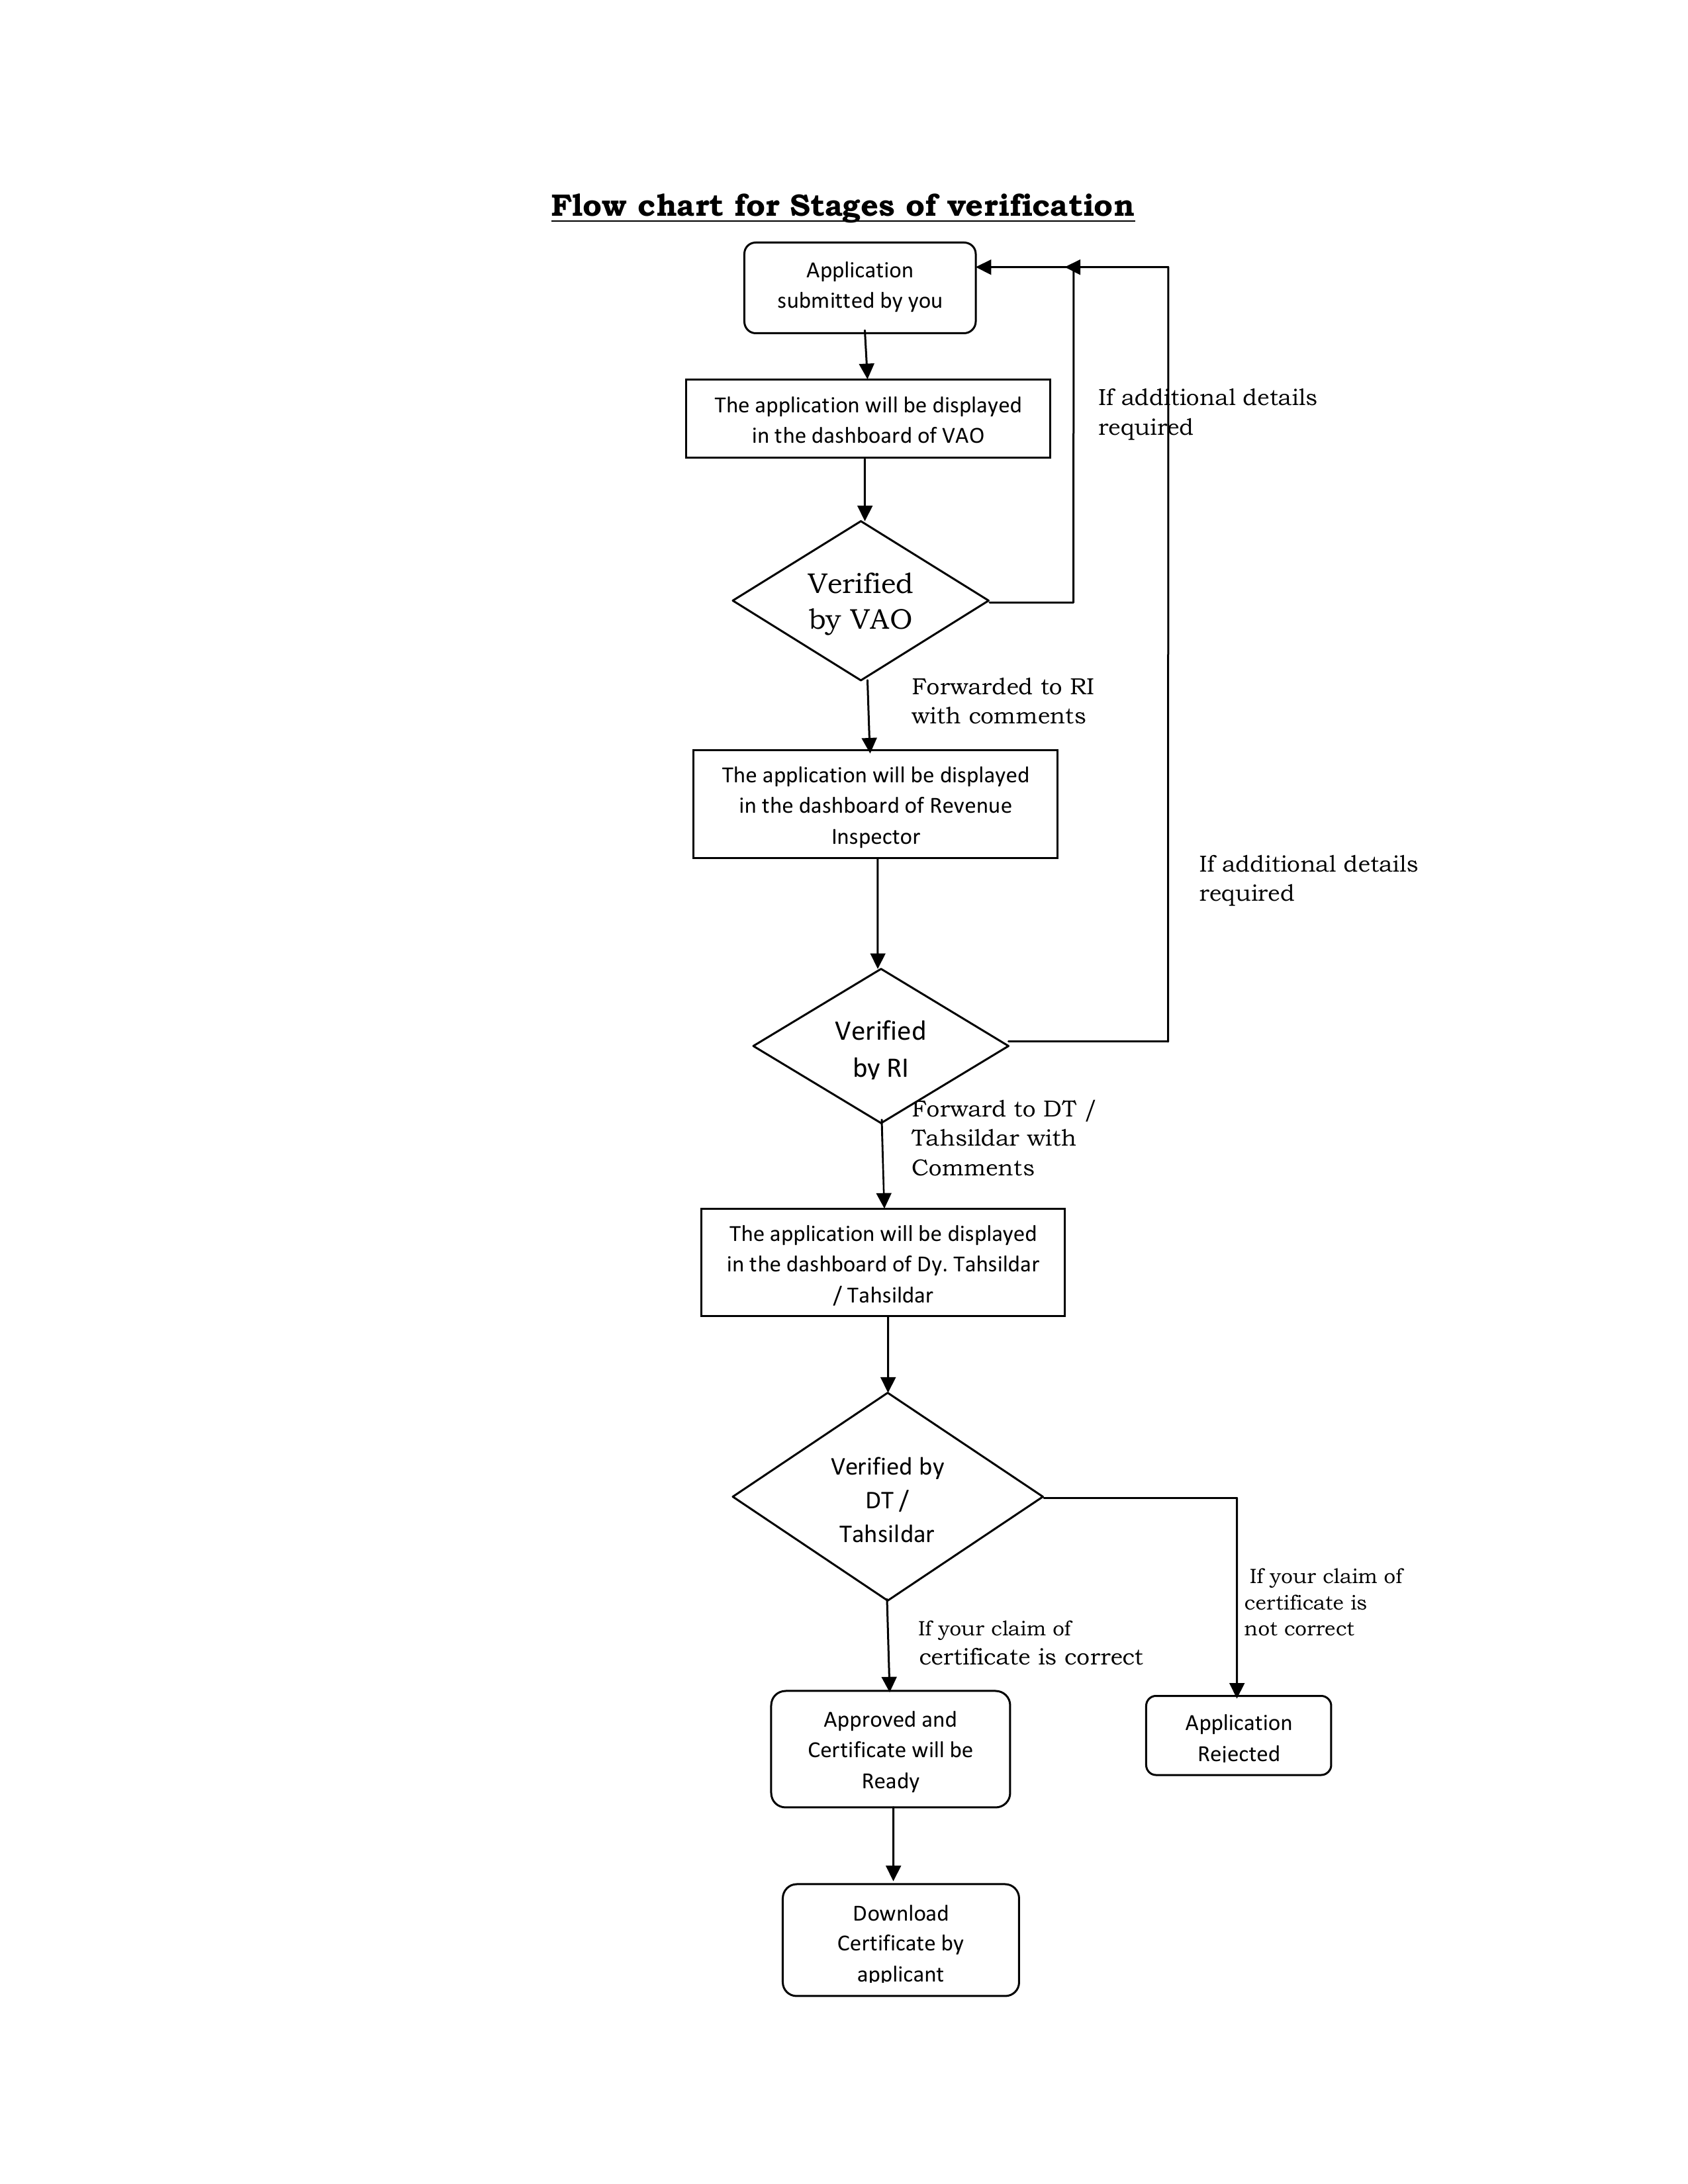 Flow chart for Stages of verification
Application
submitted by you
The application will be displayed
in the dashboard of VAO
If additional details
required
Verified
by VAO
Forwarded to RI
with comments
The application will be displayed
in the dashboard of Revenue
Inspector
If additional details
required
Verified
by RI
Forward to DT /
Tahsildar with
Comments
The application will be displayed
in the dashboard of Dy. Tahsildar
/ Tahsildar
Verified by
DT /
Tahsildar
If your claim of
certificate is
not correct
If your claim of
certificate is correct
Approved and
Certificate will be
Ready
Application
Rejected
Download
Certificate by
applicant